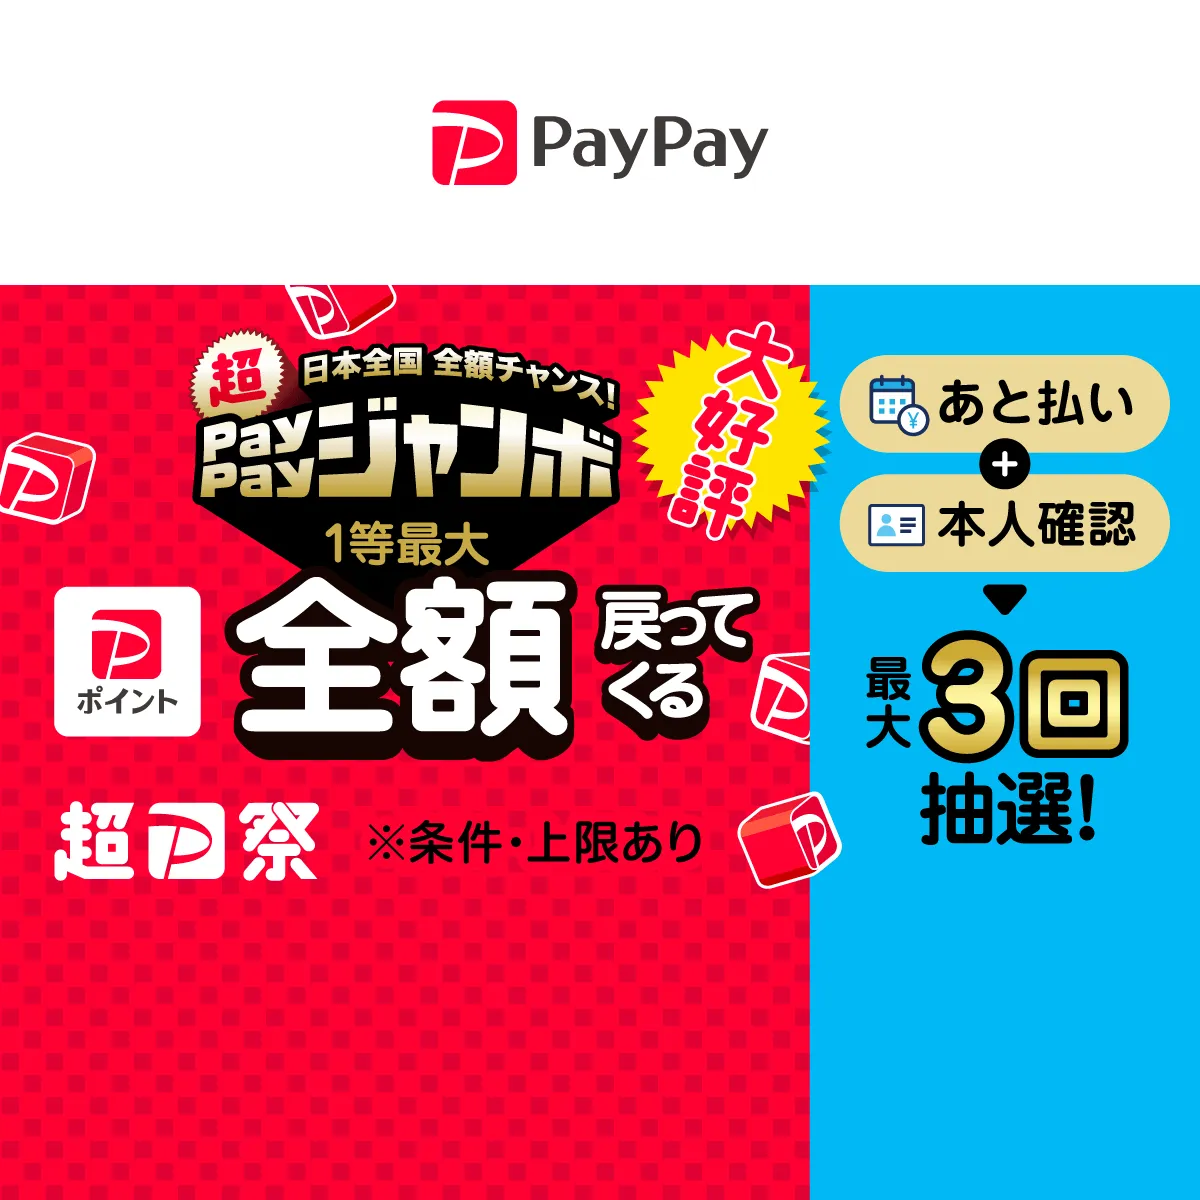 PayPay
超
日本全国 全額チャンス!
PayPayジャンボ
大好評
1等最大
ポイント
全額戻ってくる
超P祭
※条件・上限あり
あと払い
+
本人確認
最大3回
抽選!